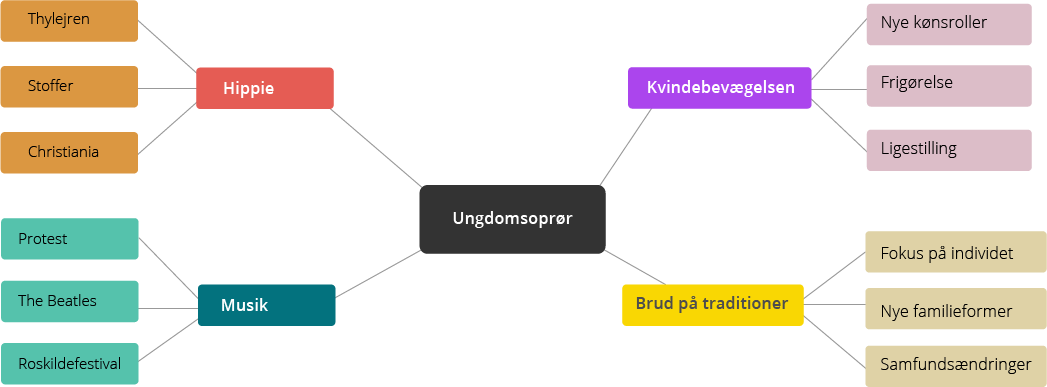 Thylejren
Stoffer
Christiania
Hippie
Protest
The Beatles
Roskildefestival
Musik
Ungdomsoprør
Kvindebevægelsen
Nye kønsroller
Frigørelse
Ligestilling
Brud på traditioner
Fokus på individet
Nye familieformer
Samfundsændringer